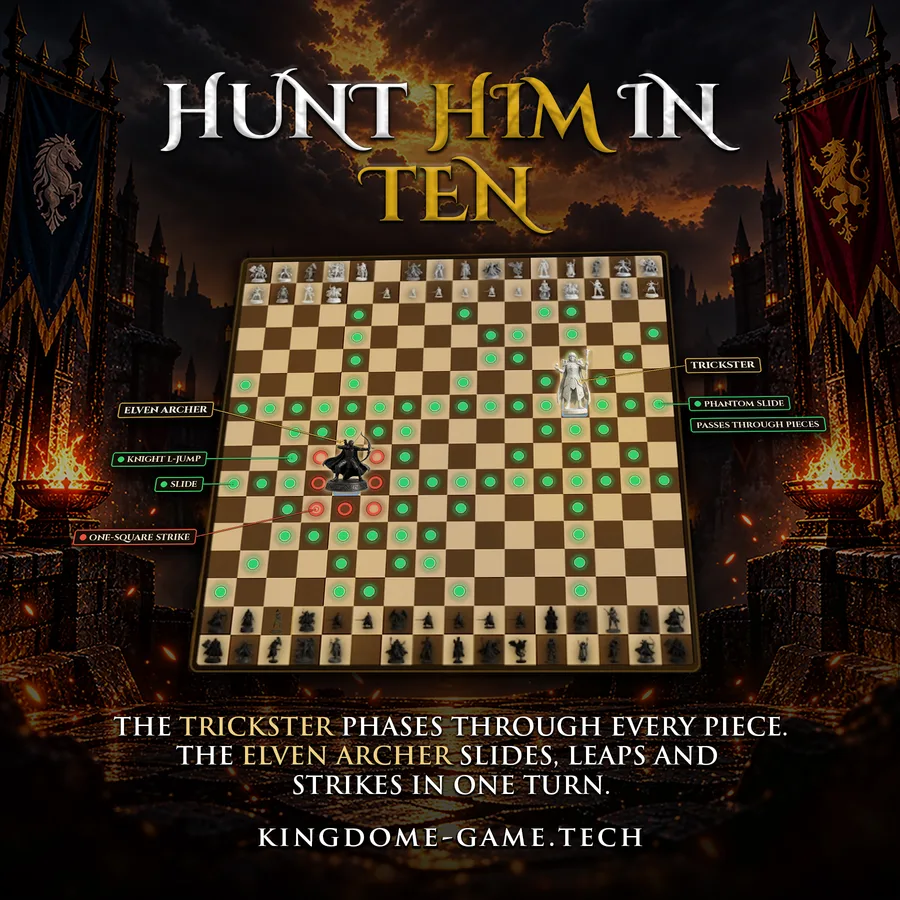 HUNT HIM IN
TEN
TRICKSTER
PHANTOM SLIDE
PASSES THROUGH PIECES
ELVEN ARCHER
KNIGHT L-JUMP
SLIDE
ONE-SQUARE STRIKE
THE TRICKSTER PHASES THROUGH EVERY PIECE.
THE ELVEN ARCHER SLIDES, LEAPS AND
STRIKES IN ONE TURN.
KINGDOME-GAME.TECH